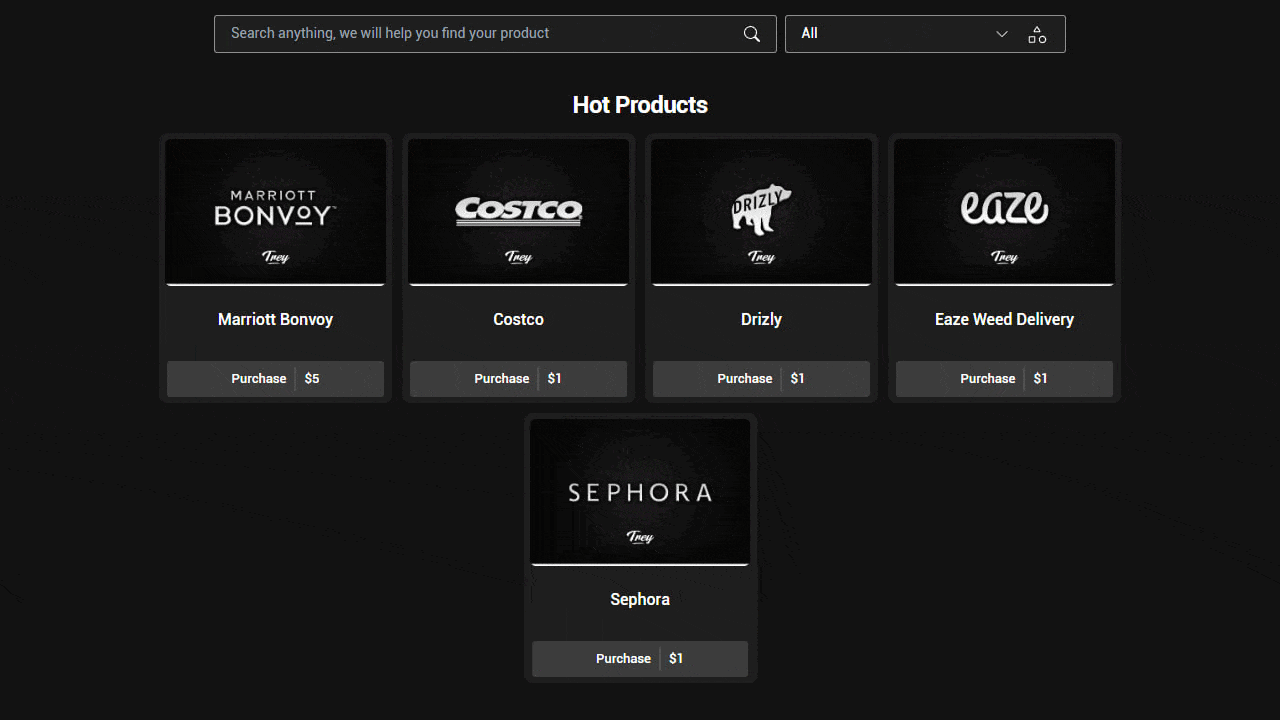 Search anything, we will help you find your product
All
Hot Products
MARRIOTT
BONVOY™
Trey
COSTCO
Trey
DRIZLY
Trey
eaze
Trey
Marriott Bonvoy
Costco
Drizly
Eaze Weed Delivery
Purchase $5
Purchase $1
Purchase $1
Purchase $1
SEPHORA
Trey
Sephora
Purchase $1